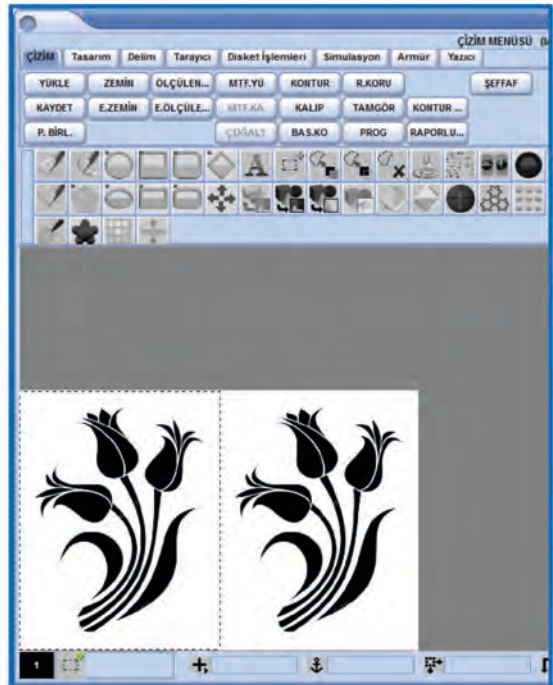 ÇİZİM MENÜSÜ
ÇİZİM Tasarım Delim Tarayıcı Disket İşlemleri Simulasyon Armür Yazıcı
YÜKLE ZEMİN ÖLÇÜLEN... MTF.YÜ KONTUR R.KORU ŞEFFAF
KAYDET E.ZEMİN E.ÖLÇÜLE... MTF.KA KALIP TAMGÖR KONTUR ...
P. BİRL. ÇOĞALT BAS.KO PROG RAPORLU...
A
1